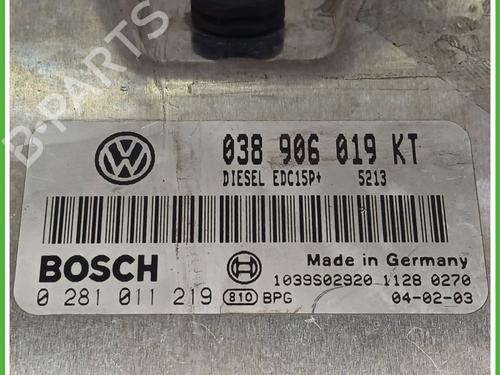 B-PARTS
038 906 019 KT
DIESEL EDC15P+ 5213
BOSCH
Made in Germany
1039S02920 1128 0270
0 281 011 219 810 BPG 04-02-03